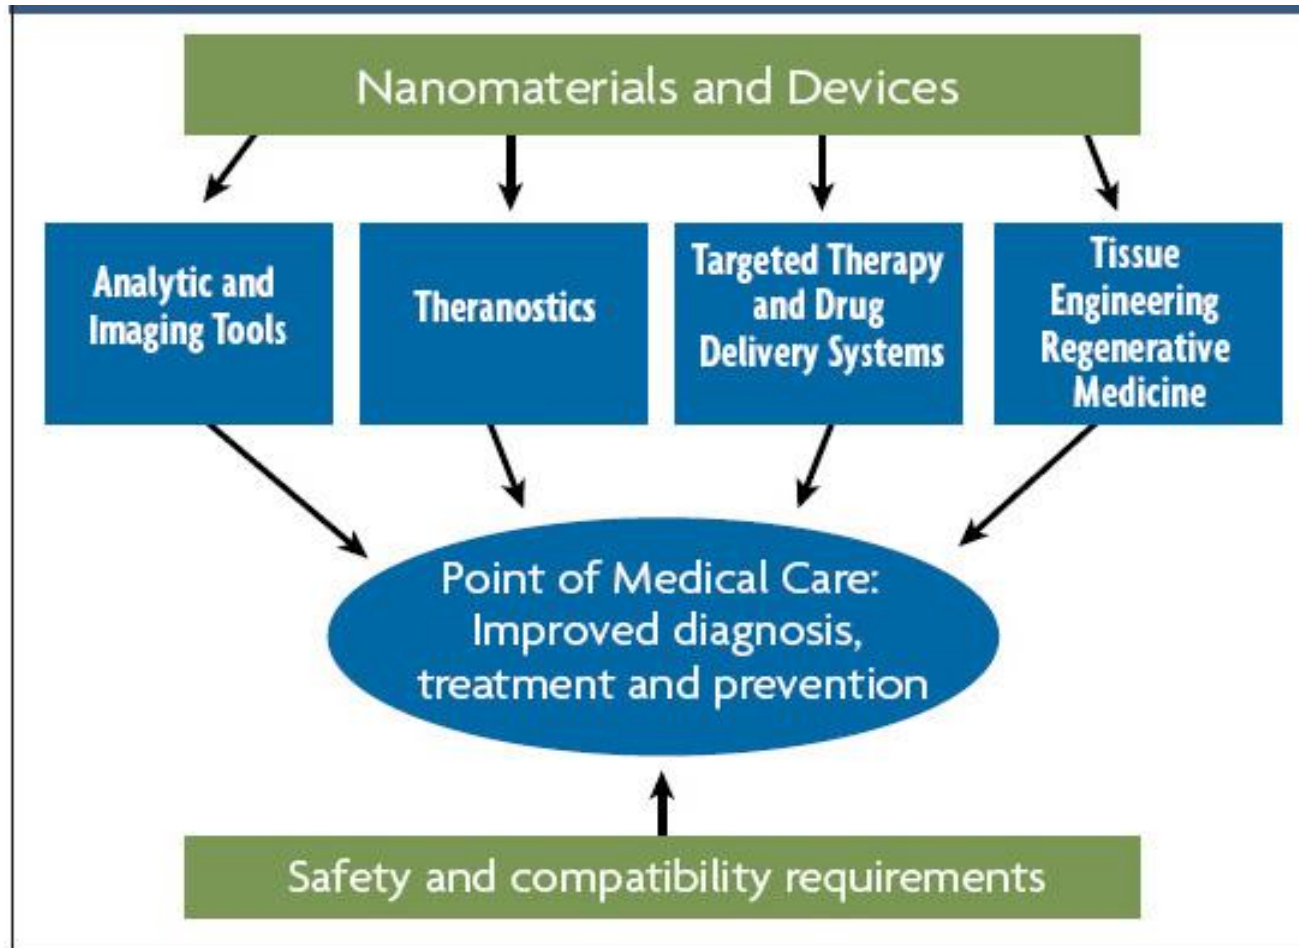 Nanomaterials and Devices
Analytic and
Imaging Tools
Theranostics
Targeted Therapy
and Drug
Delivery Systems
Tissue
Engineering
Regenerative
Medicine
Point of Medical Care:
Improved diagnosis,
treatment and prevention
Safety and compatibility requirements